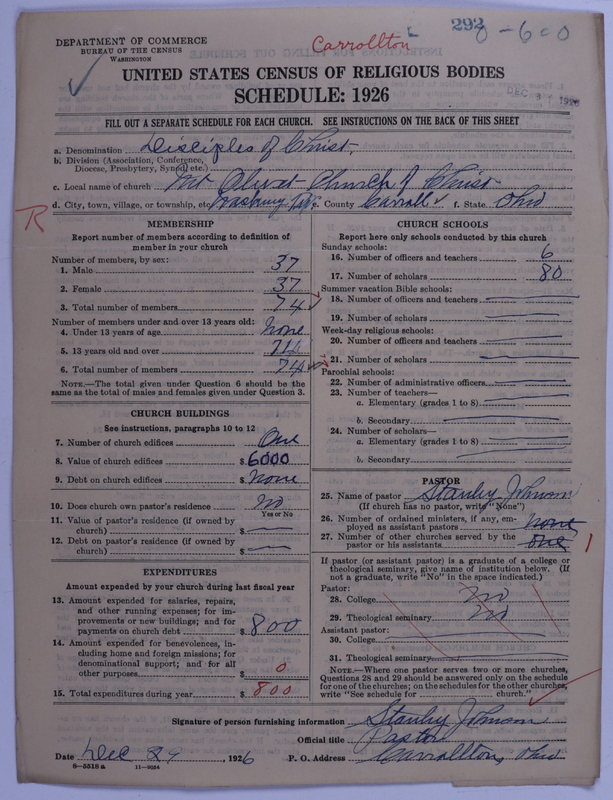 DEPARTMENT OF COMMERCE
BUREAU OF THE CENSUS
WASHINGTON
Carrollton
292
8-600
UNITED STATES CENSUS OF RELIGIOUS BODIES
SCHEDULE: 1926
DEC 3 1926
FILL OUT A SEPARATE SCHEDULE FOR EACH CHURCH. SEE INSTRUCTIONS ON THE BACK OF THIS SHEET
a. Denomination Disciples of Christ
b. Division (Association, Conference, Diocese, Presbytery, Synod, etc.)
c. Local name of church Mt Olivet Church of Christ
d. City, town, village, or township, etc. e. County Carroll f. State Ohio
R
MEMBERSHIP
Report number of members according to definition of
member in your church
Number of members, by sex:
1. Male 37
2. Female 37
3. Total number of members 74
Number of members under and over 13 years old:
4. Under 13 years of age None
5. 13 years old and over 74
6. Total number of members 74
NOTE.—The total given under Question 6 should be the
same as the total of males and females given under Question 3.
CHURCH BUILDINGS
See instructions, paragraphs 10 to 12
7. Number of church edifices One
8. Value of church edifices $6000
9. Debt on church edifices $None
10. Does church own pastor's residence? No
Yes or No
11. Value of pastor's residence (if owned by
church) $
12. Debt on pastor's residence (if owned by
church) $
EXPENDITURES
Amount expended by your church during last fiscal year
13. Amount expended for salaries, repairs,
and other running expenses; for im-
provements or new buildings; and for
payments on church debt $800
14. Amount expended for benevolences, in-
cluding home and foreign missions; for
denominational support; and for all
other purposes $0
15. Total expenditures during year $800
CHURCH SCHOOLS
Report here only schools conducted by this church
Sunday schools:
16. Number of officers and teachers 6
17. Number of scholars 80
Summer vacation Bible schools:
18. Number of officers and teachers
19. Number of scholars
Week-day religious schools:
20. Number of officers and teachers
21. Number of scholars
Parochial schools:
22. Number of administrative officers
23. Number of teachers—
a. Elementary (grades 1 to 8)
b. Secondary
24. Number of scholars—
a. Elementary (grades 1 to 8)
b. Secondary
PASTOR
25. Name of pastor Stanley Johnson
(If church has no pastor, write "None")
26. Number of ordained ministers, if any, em-
ployed as assistant pastors None
27. Number of other churches served by the
pastor or his assistants One 1
If pastor (or assistant pastor) is a graduate of a college or
theological seminary, give name of institution below. (If
not a graduate, write "No" in the space indicated.)
Pastor:
28. College No
29. Theological seminary No
Assistant pastor:
30. College
31. Theological seminary
NOTE.—Where one pastor serves two or more churches,
Questions 28 and 29 should be answered only on the schedule
for one of the churches; on the schedules for the other churches,
write "See schedule for church."
Signature of person furnishing information Stanley Johnson
Official title Pastor
Date Dec 29, 1926 P. O. Address Carrollton, Ohio
8—5518a 11—9024